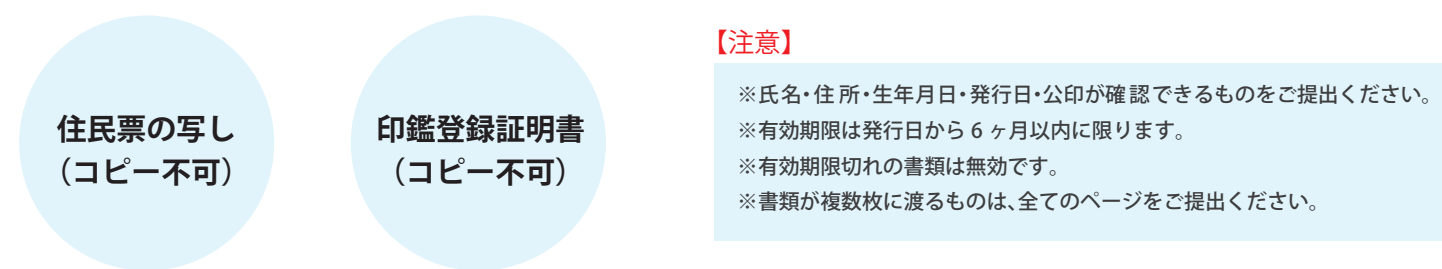 住民票の写し
（コピー不可）
印鑑登録証明書
（コピー不可）
【注意】
※氏名・住所・生年月日・発行日・公印が確認できるものをご提出ください。
※有効期限は発行日から 6 ヶ月以内に限ります。
※有効期限切れの書類は無効です。
※書類が複数枚に渡るものは、全てのページをご提出ください。